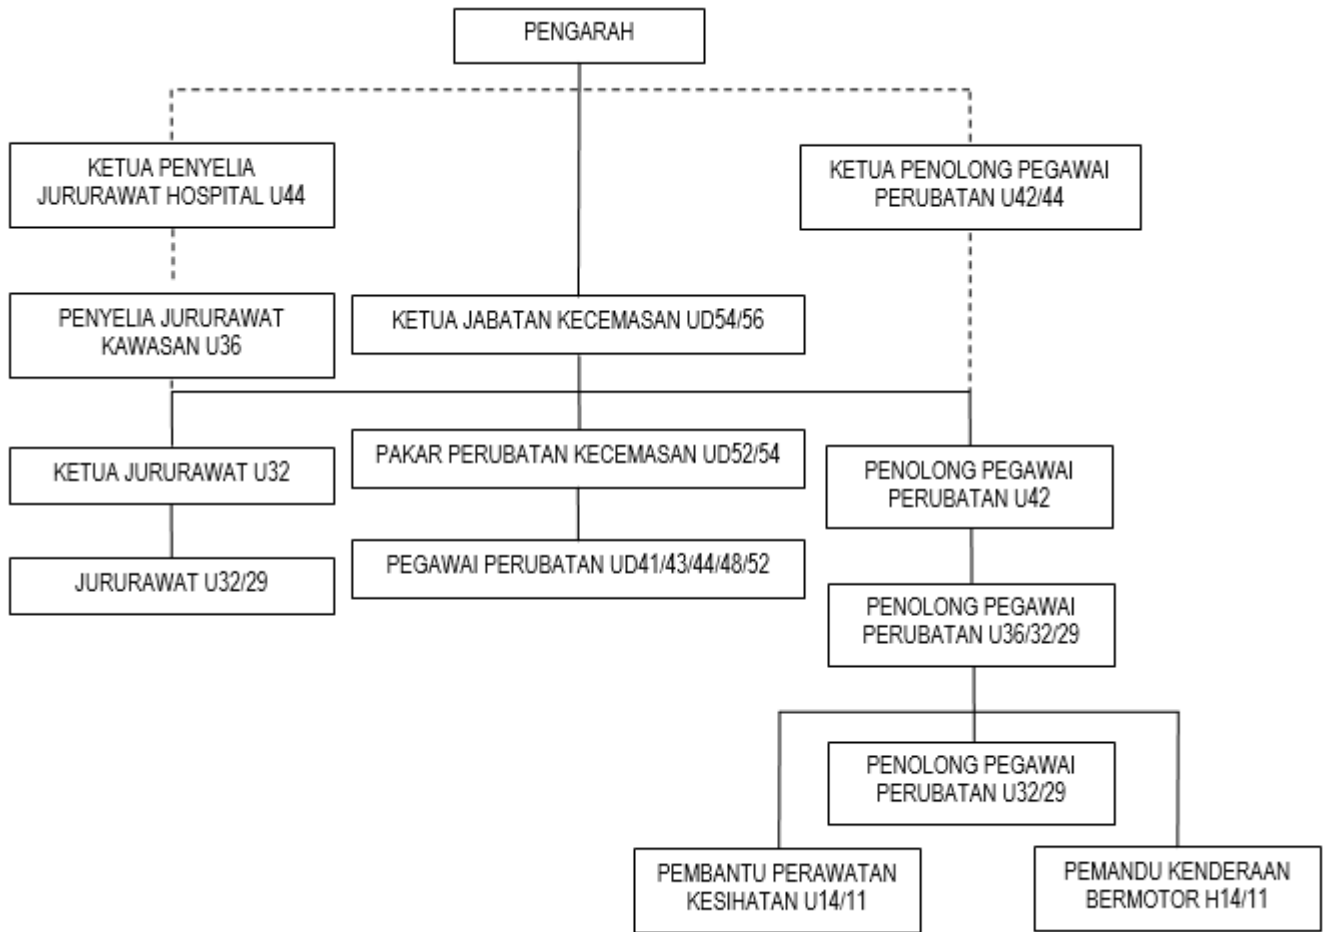 PENGARAH
KETUA PENYELIA
JURURAWAT HOSPITAL U44
KETUA PENOLONG PEGAWAI
PERUBATAN U42/44
PENYELIA JURURAWAT
KAWASAN U36
KETUA JABATAN KECEMASAN UD54/56
KETUA JURURAWAT U32
PAKAR PERUBATAN KECEMASAN UD52/54
PENOLONG PEGAWAI
PERUBATAN U42
JURURAWAT U32/29
PEGAWAI PERUBATAN UD41/43/44/48/52
PENOLONG PEGAWAI
PERUBATAN U36/32/29
PENOLONG PEGAWAI
PERUBATAN U32/29
PEMBANTU PERAWATAN
KESIHATAN U14/11
PEMANDU KENDERAAN
BERMOTOR H14/11